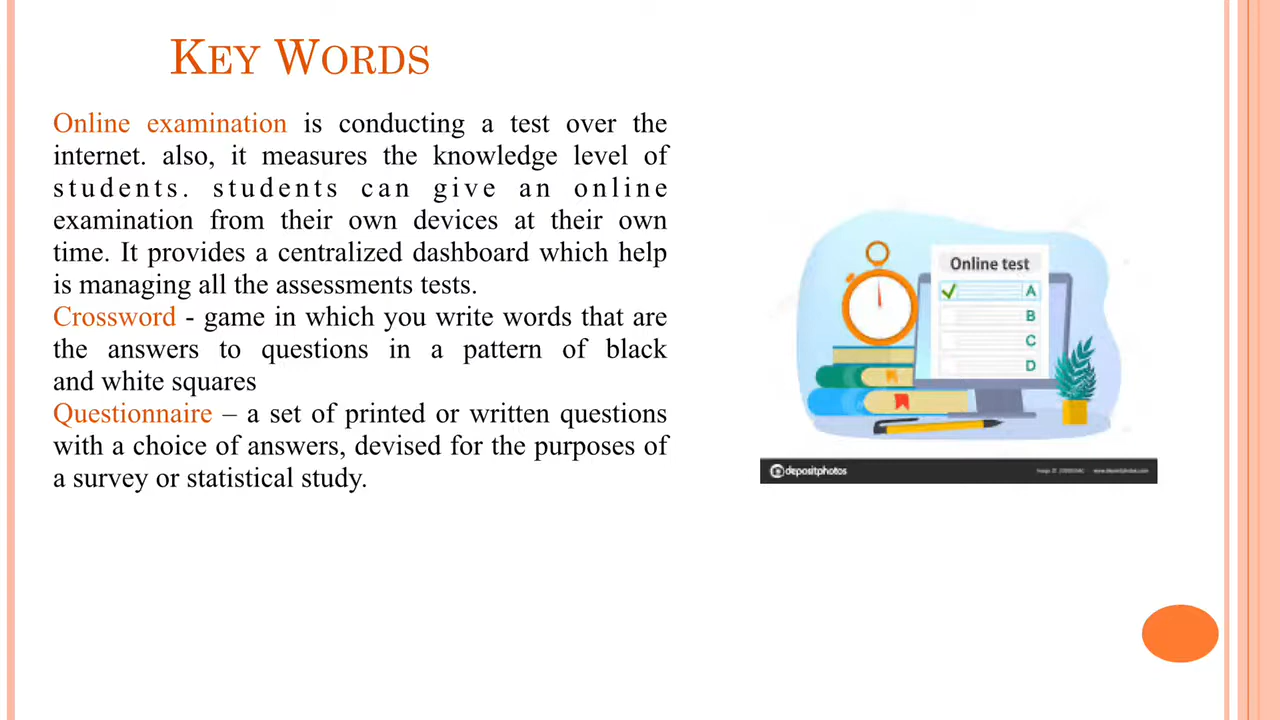 KEY WORDS
Online examination is conducting a test over the
internet. also, it measures the knowledge level of
students. students can give an online
examination from their own devices at their own
time. It provides a centralized dashboard which help
is managing all the assessments tests.
Crossword - game in which you write words that are
the answers to questions in a pattern of black
and white squares
Questionnaire – a set of printed or written questions
with a choice of answers, devised for the purposes of
a survey or statistical study.
Online test
A
B
C
D
depositphotos
www.depositphotos.com